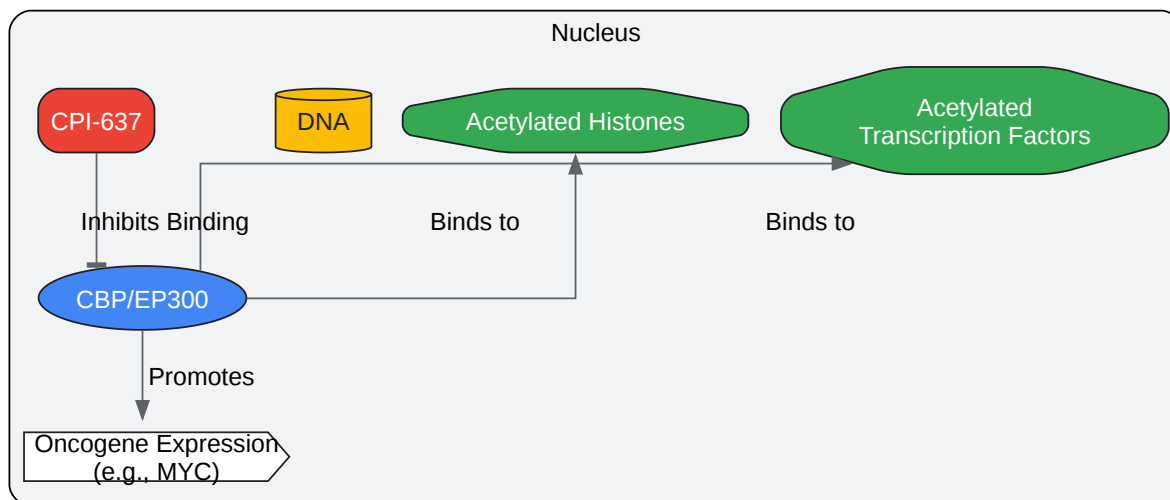 Nucleus
CPI-637
DNA
Acetylated Histones
Acetylated
Transcription Factors
Inhibits Binding
Binds to
Binds to
CBP/EP300
Promotes
Oncogene Expression
(e.g., MYC)